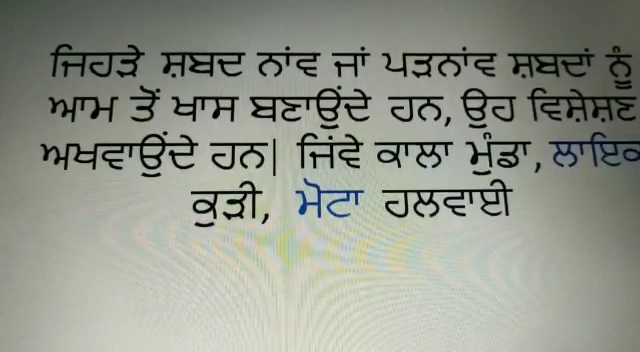 ਜਿਹੜੇ ਸ਼ਬਦ ਨਾਂਵ ਜਾਂ ਪੜਨਾਂਵ ਸ਼ਬਦਾਂ ਨੂੰ
ਆਮ ਤੋਂ ਖਾਸ ਬਣਾਉਂਦੇ ਹਨ, ਉਹ ਵਿਸ਼ੇਸ਼ਣ
ਅਖਵਾਉਂਦੇ ਹਨ| ਜਿਂਵੇ ਕਾਲਾ ਮੁੰਡਾ, ਲਾਇਕ
ਕੁੜੀ, ਮੋਟਾ ਹਲਵਾਈ